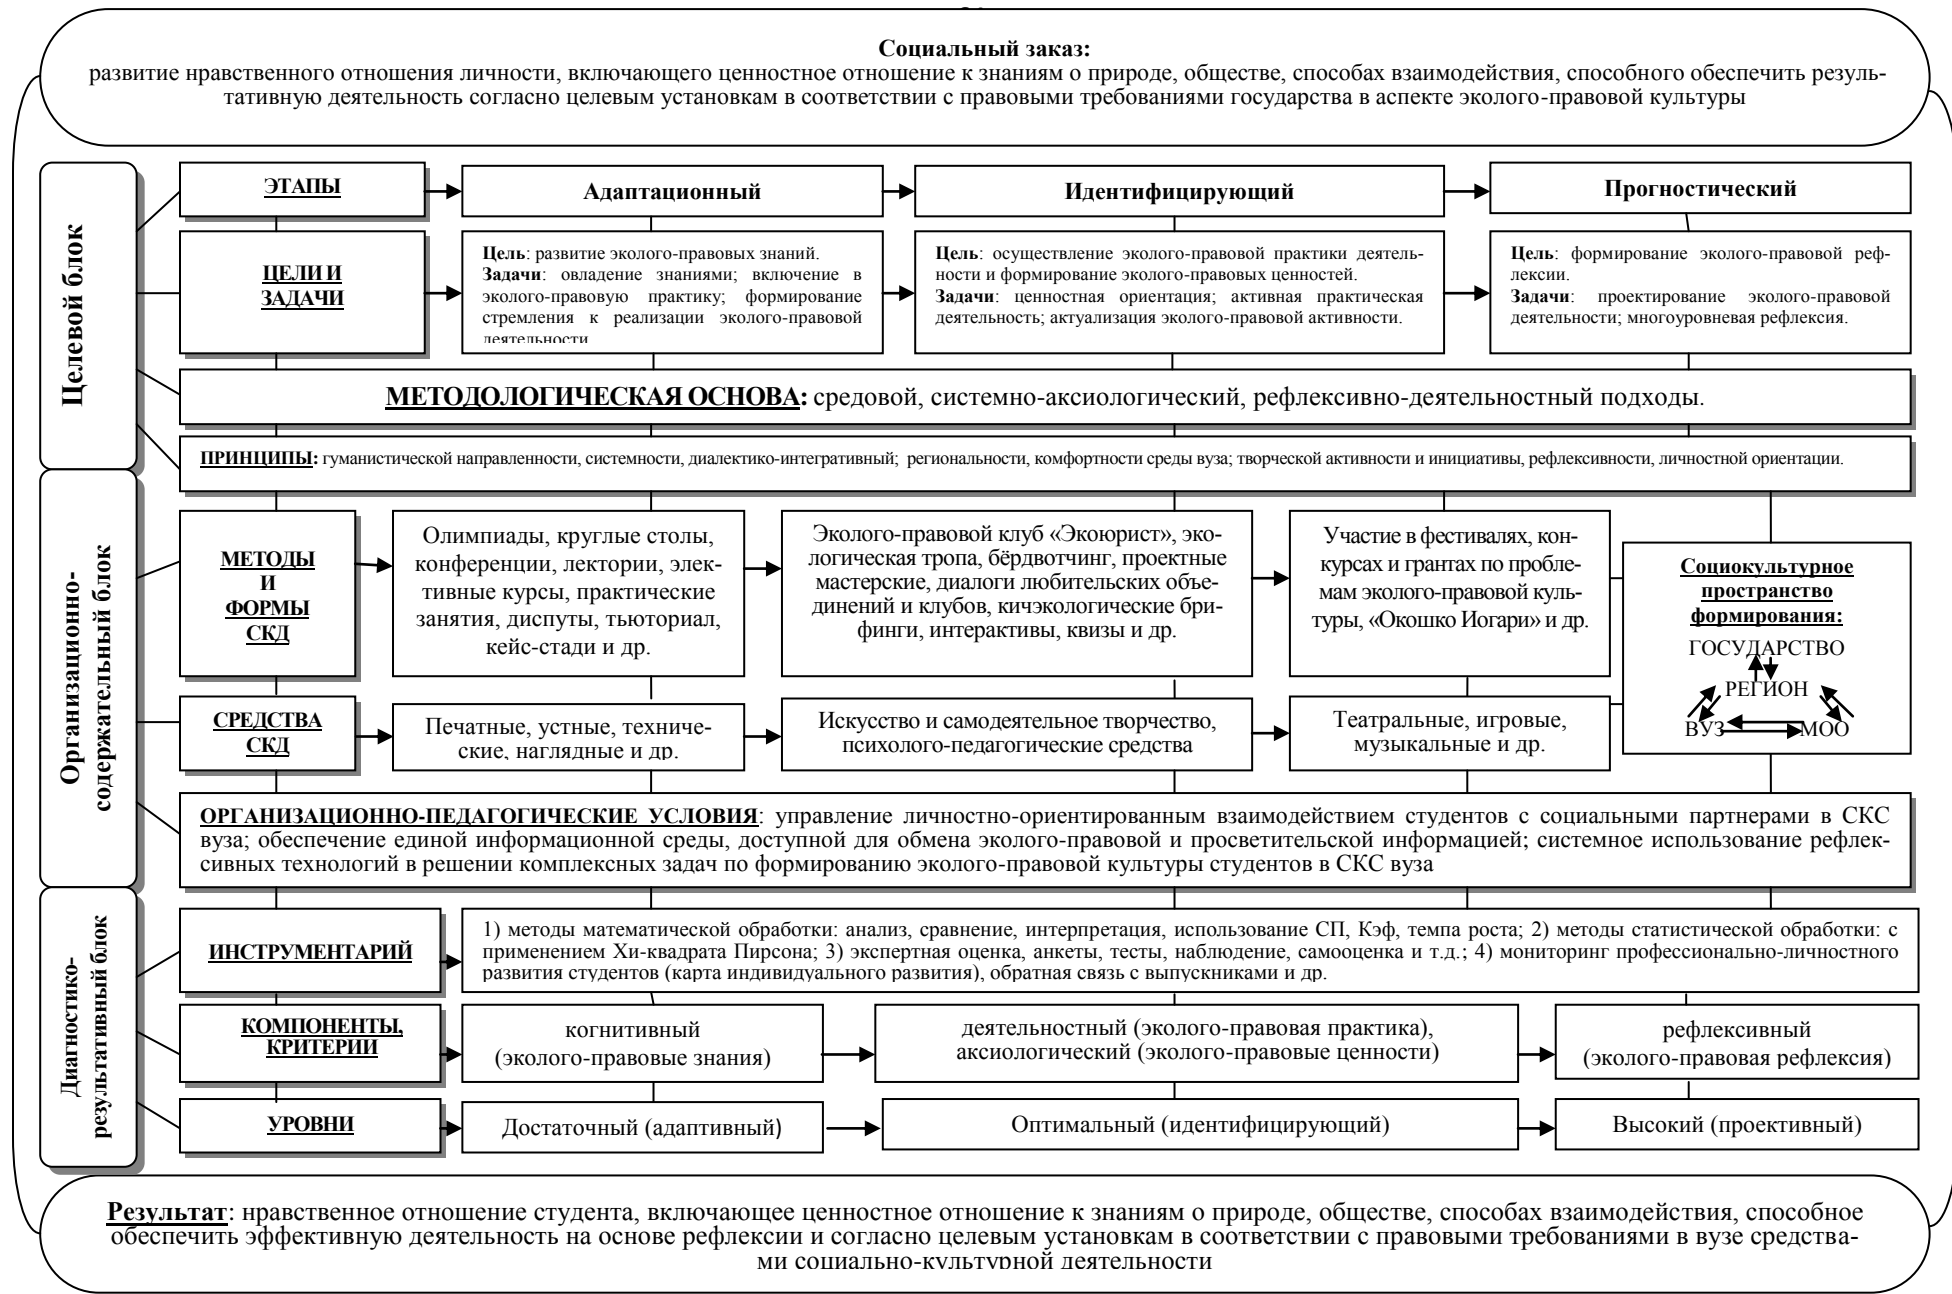 Социальный заказ:
развитие нравственного отношения личности, включающего ценностное отношение к знаниям о природе, обществе, способах взаимодействия, способного обеспечить резуль-
тативную деятельность согласно целевым установкам в соответствии с правовыми требованиями государства в аспекте эколого-правовой культуры
Целевой блок
ЭТАПЫ
Адаптационный
Идентифицирующий
Прогностический
ЦЕЛИ И
ЗАДАЧИ
Цель: развитие эколого-правовых знаний.
Задачи: овладение знаниями; включение в
эколого-правовую практику; формирование
стремления к реализации эколого-правовой
деятельности
Цель: осуществление эколого-правовой практики деятель-
ности и формирование эколого-правовых ценностей.
Задачи: ценностная ориентация; активная практическая
деятельность; актуализация эколого-правовой активности.
Цель: формирование эколого-правовой реф-
лексии.
Задачи: проектирование эколого-правовой
деятельности; многоуровневая рефлексия.
МЕТОДОЛОГИЧЕСКАЯ ОСНОВА: средовой, системно-аксиологический, рефлексивно-деятельностный подходы.
ПРИНЦИПЫ: гуманистической направленности, системности, диалектико-интегративный; региональности, комфортности среды вуза; творческой активности и инициативы, рефлексивности, личностной ориентации.
Организационно-
содержательный блок
МЕТОДЫ
И
ФОРМЫ
СКД
Олимпиады, круглые столы,
конференции, лектории, элек-
тивные курсы, практические
занятия, диспуты, тьюториал,
кейс-стади и др.
Эколого-правовой клуб «Экоюрист», эко-
логическая тропа, бёрдвотчинг, проектные
мастерские, диалоги любительских объе-
динений и клубов, кичэкологические бри-
финги, интерактивы, квизы и др.
Участие в фестивалях, кон-
курсах и грантах по пробле-
мам эколого-правовой куль-
туры, «Окошко Иогари» и др.
Социокультурное
пространство
формирования:
ГОСУДАРСТВО
РЕГИОН
ВУЗ МОО
СРЕДСТВА
СКД
Печатные, устные, техниче-
ские, наглядные и др.
Искусство и самодеятельное творчество,
психолого-педагогические средства
Театральные, игровые,
музыкальные и др.
ОРГАНИЗАЦИОННО-ПЕДАГОГИЧЕСКИЕ УСЛОВИЯ: управление личностно-ориентированным взаимодействием студентов с социальными партнерами в СКС
вуза; обеспечение единой информационной среды, доступной для обмена эколого-правовой и просветительской информацией; системное использование рефлек-
сивных технологий в решении комплексных задач по формированию эколого-правовой культуры студентов в СКС вуза
Диагностико-
результативный блок
ИНСТРУМЕНТАРИЙ
1) методы математической обработки: анализ, сравнение, интерпретация, использование СП, Кэф, темпа роста; 2) методы статистической обработки: с
применением Хи-квадрата Пирсона; 3) экспертная оценка, анкеты, тесты, наблюдение, самооценка и т.д.; 4) мониторинг профессионально-личностного
развития студентов (карта индивидуального развития), обратная связь с выпускниками и др.
КОМПОНЕНТЫ,
КРИТЕРИИ
когнитивный
(эколого-правовые знания)
деятельностный (эколого-правовая практика),
аксиологический (эколого-правовые ценности)
рефлексивный
(эколого-правовая рефлексия)
УРОВНИ
Достаточный (адаптивный)
Оптимальный (идентифицирующий)
Высокий (проективный)
Результат: нравственное отношение студента, включающее ценностное отношение к знаниям о природе, обществе, способах взаимодействия, способное
обеспечить эффективную деятельность на основе рефлексии и согласно целевым установкам в соответствии с правовыми требованиями в вузе средства-
ми социально-культурной деятельности